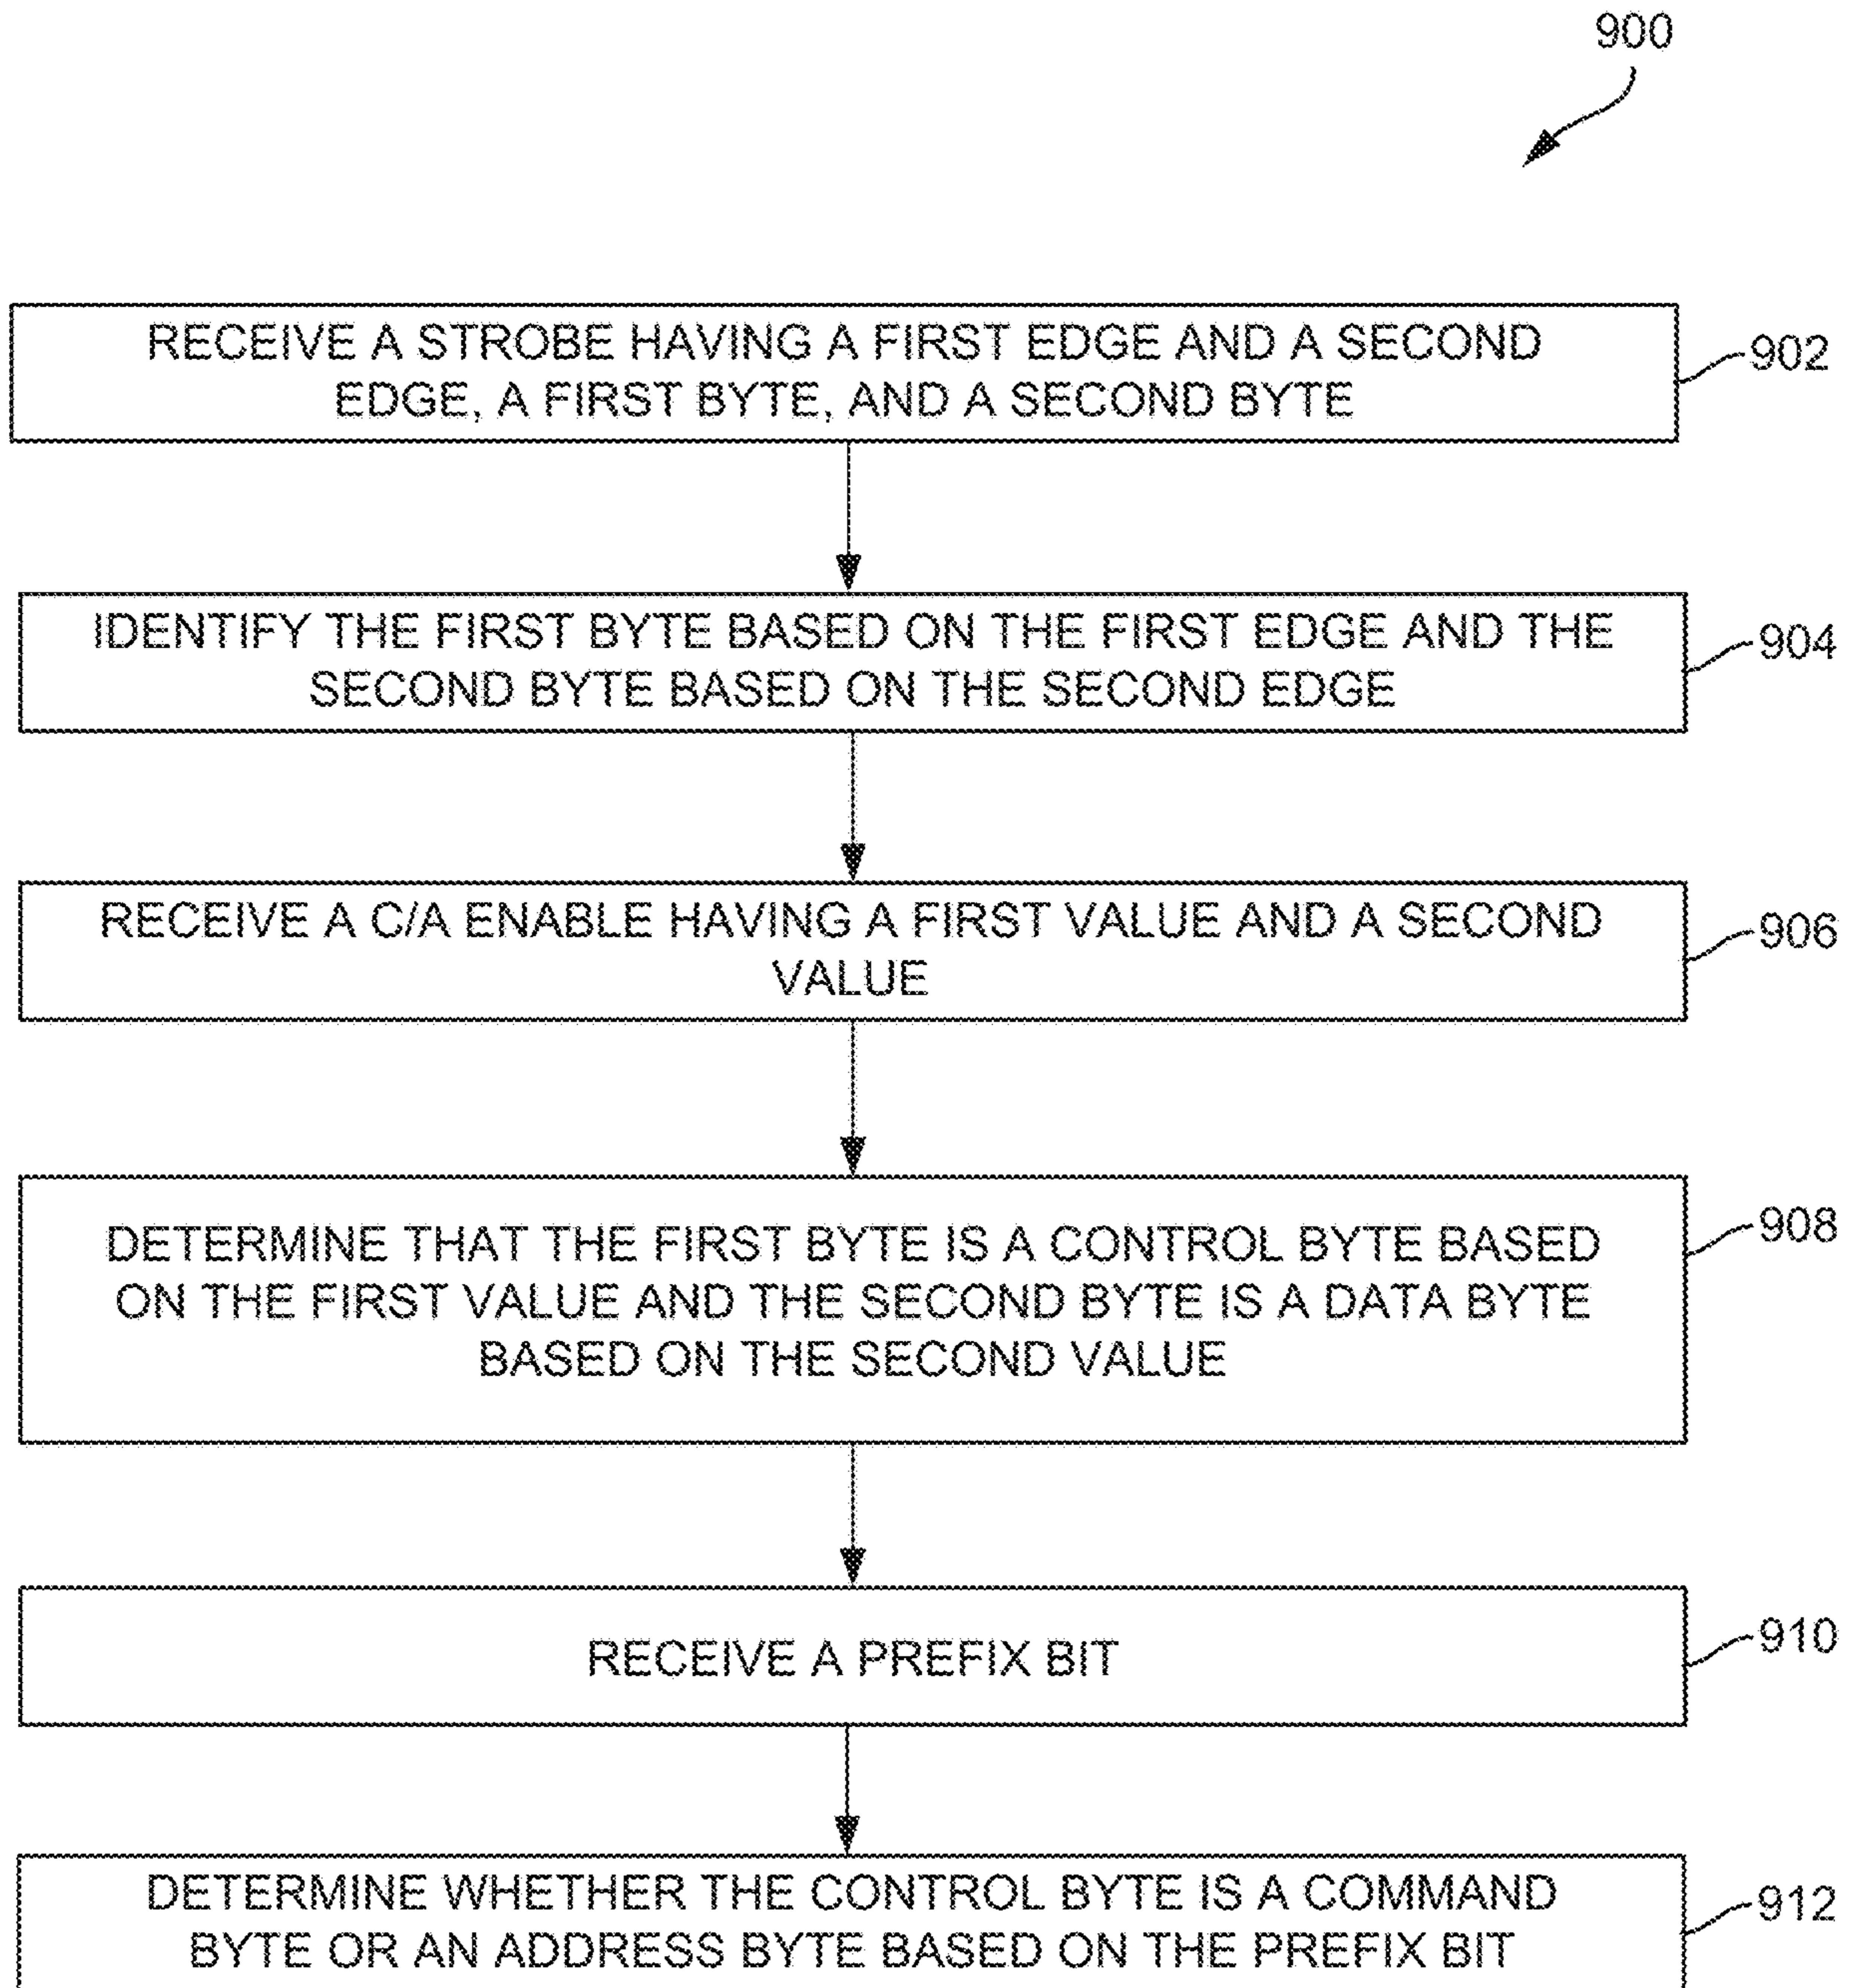 900
RECEIVE A STROBE HAVING A FIRST EDGE AND A SECOND
EDGE, A FIRST BYTE, AND A SECOND BYTE
902
IDENTIFY THE FIRST BYTE BASED ON THE FIRST EDGE AND THE
SECOND BYTE BASED ON THE SECOND EDGE
904
RECEIVE A C/A ENABLE HAVING A FIRST VALUE AND A SECOND
VALUE
906
DETERMINE THAT THE FIRST BYTE IS A CONTROL BYTE BASED
ON THE FIRST VALUE AND THE SECOND BYTE IS A DATA BYTE
BASED ON THE SECOND VALUE
908
RECEIVE A PREFIX BIT
910
DETERMINE WHETHER THE CONTROL BYTE IS A COMMAND
BYTE OR AN ADDRESS BYTE BASED ON THE PREFIX BIT
912